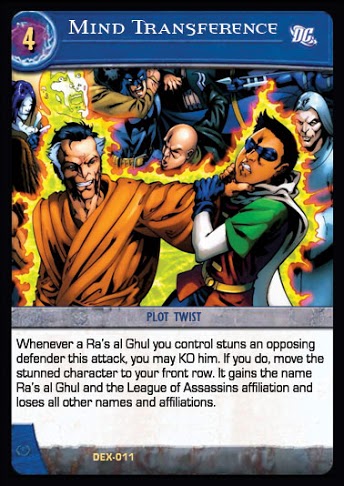 4
MIND TRANSFERENCE
DC
PLOT TWIST
Whenever a Ra's al Ghul you control stuns an opposing
defender this attack, you may KO him. If you do, move the
stunned character to your front row. It gains the name
Ra's al Ghul and the League of Assassins affiliation and
loses all other names and affiliations.
DEX-011